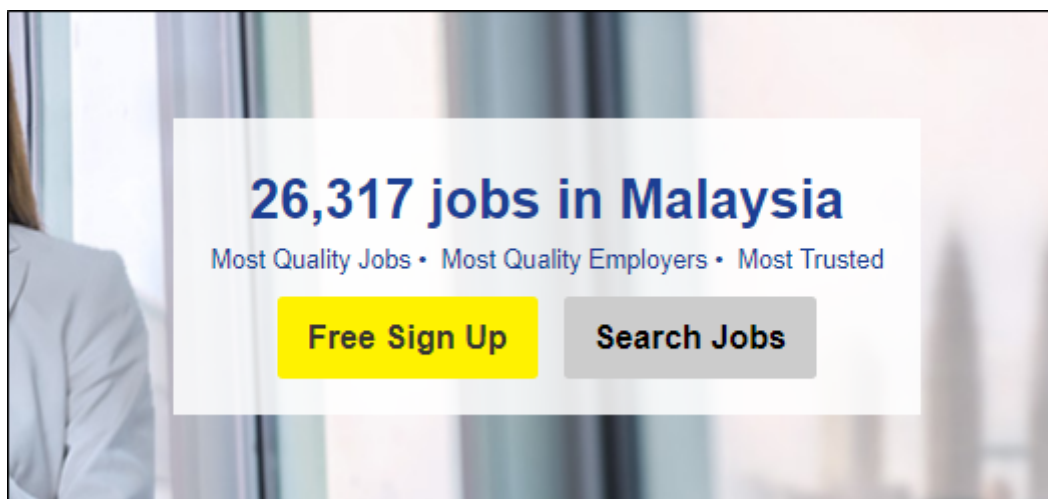 26,317 jobs in Malaysia
Most Quality Jobs • Most Quality Employers • Most Trusted
Free Sign Up Search Jobs